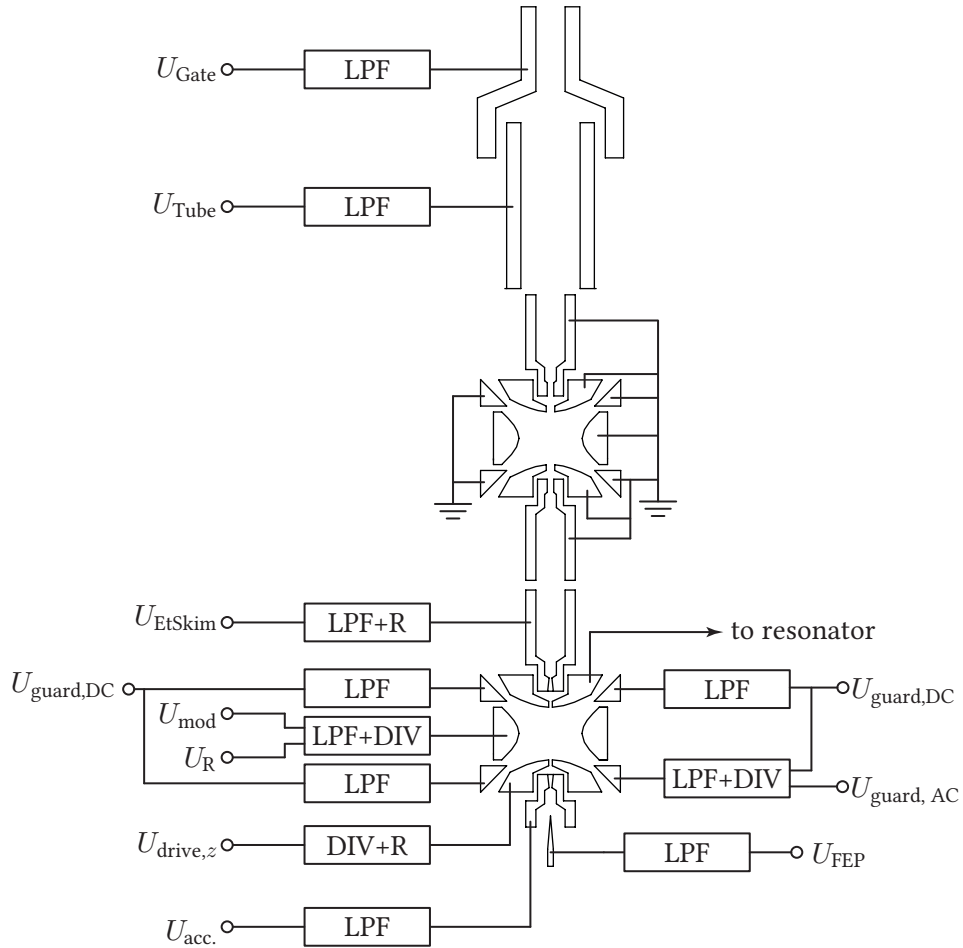 U_Gate LPF
U_Tube LPF
U_EtSkim LPF+R
to resonator
U_guard,DC LPF LPF U_guard,DC
U_mod
LPF+DIV
U_R
LPF LPF+DIV U_guard, AC
U_drive,z DIV+R
LPF U_FEP
U_acc. LPF